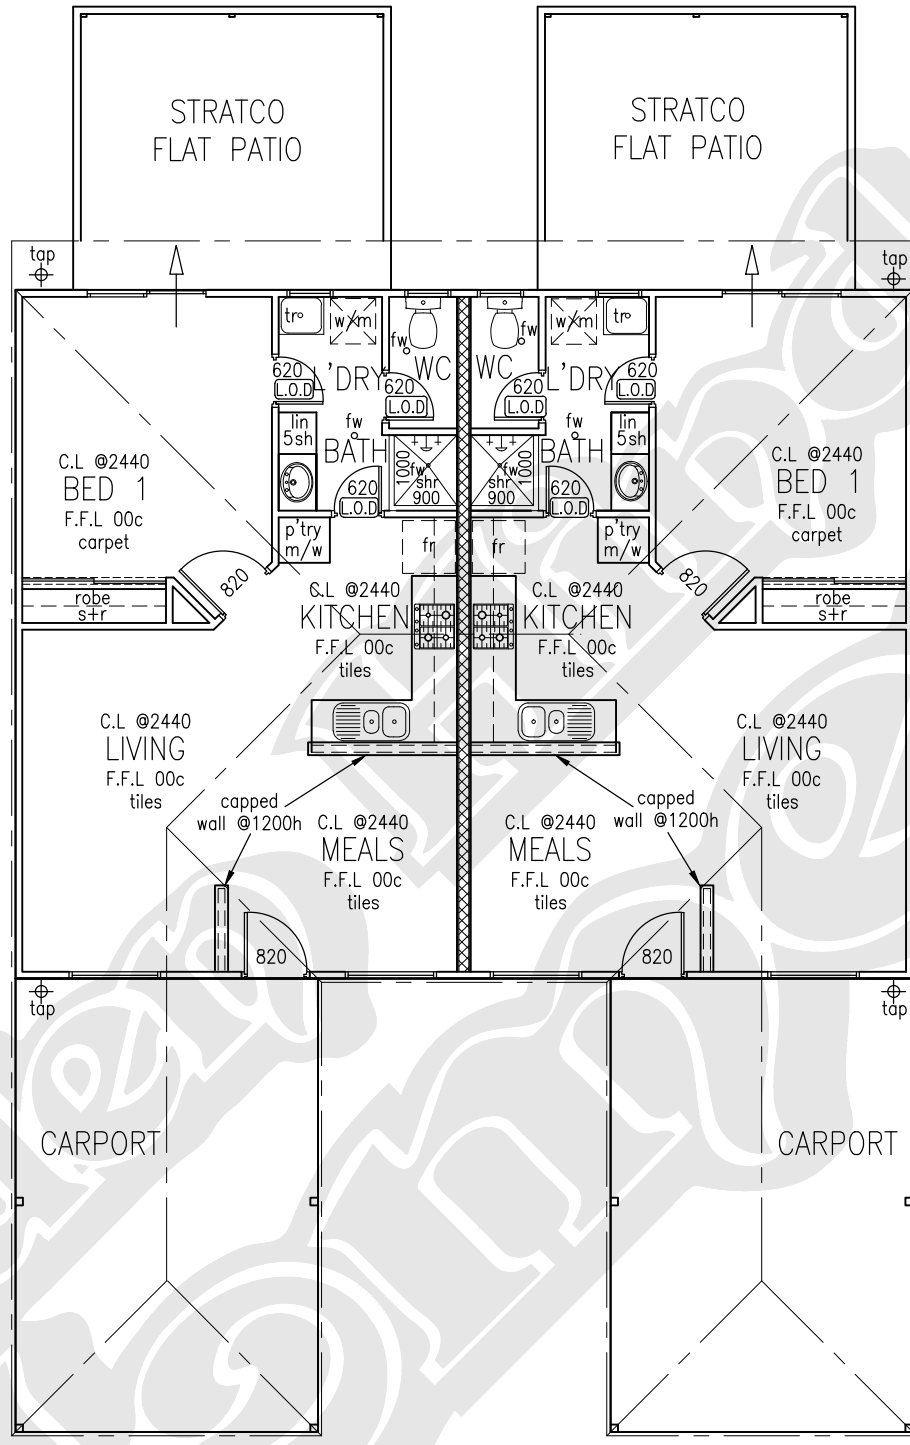 STRATCO
FLAT PATIO
STRATCO
FLAT PATIO
tap
tap
tr
w/m
fw
WC
620
L.O.D
L'DRY
620
L.O.D
lin
5sh
fw
BATH
1000
fw
shr
900
620
L.O.D
p'try
m/w
fr
w/m
tr
fw
WC
620
L.O.D
L'DRY
620
L.O.D
lin
5sh
fw
BATH
1000
fw
shr
900
620
L.O.D
p'try
m/w
fr
C.L @2440
BED 1
F.F.L 00c
carpet
C.L @2440
BED 1
F.F.L 00c
carpet
820
820
robe
s+r
robe
s+r
C.L @2440
KITCHEN
F.F.L 00c
tiles
C.L @2440
KITCHEN
F.F.L 00c
tiles
C.L @2440
LIVING
F.F.L 00c
tiles
C.L @2440
LIVING
F.F.L 00c
tiles
capped
wall @1200h
capped
wall @1200h
C.L @2440
MEALS
F.F.L 00c
tiles
C.L @2440
MEALS
F.F.L 00c
tiles
820
820
tap
tap
CARPORT
CARPORT